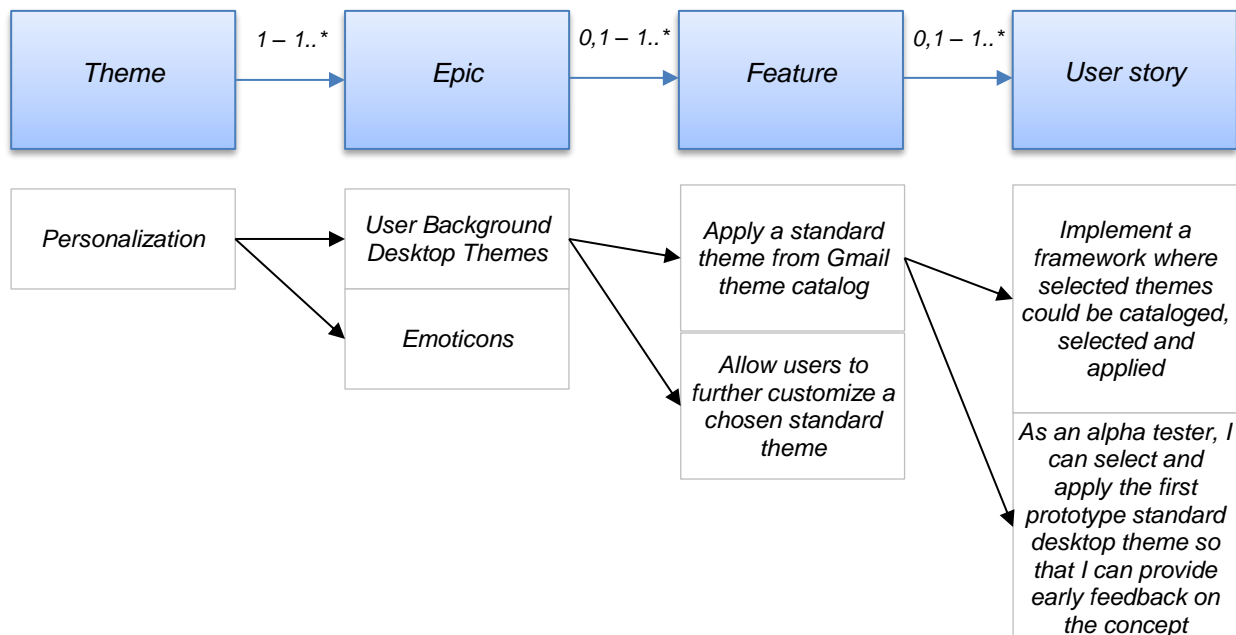 1 – 1..*
0,1 – 1..*
0,1 – 1..*
Theme
Epic
Feature
User story
Personalization
User Background
Desktop Themes
Emoticons
Apply a standard
theme from Gmail
theme catalog
Allow users to
further customize a
chosen standard
theme
Implement a
framework where
selected themes
could be cataloged,
selected and
applied
As an alpha tester, I
can select and
apply the first
prototype standard
desktop theme so
that I can provide
early feedback on
the concept